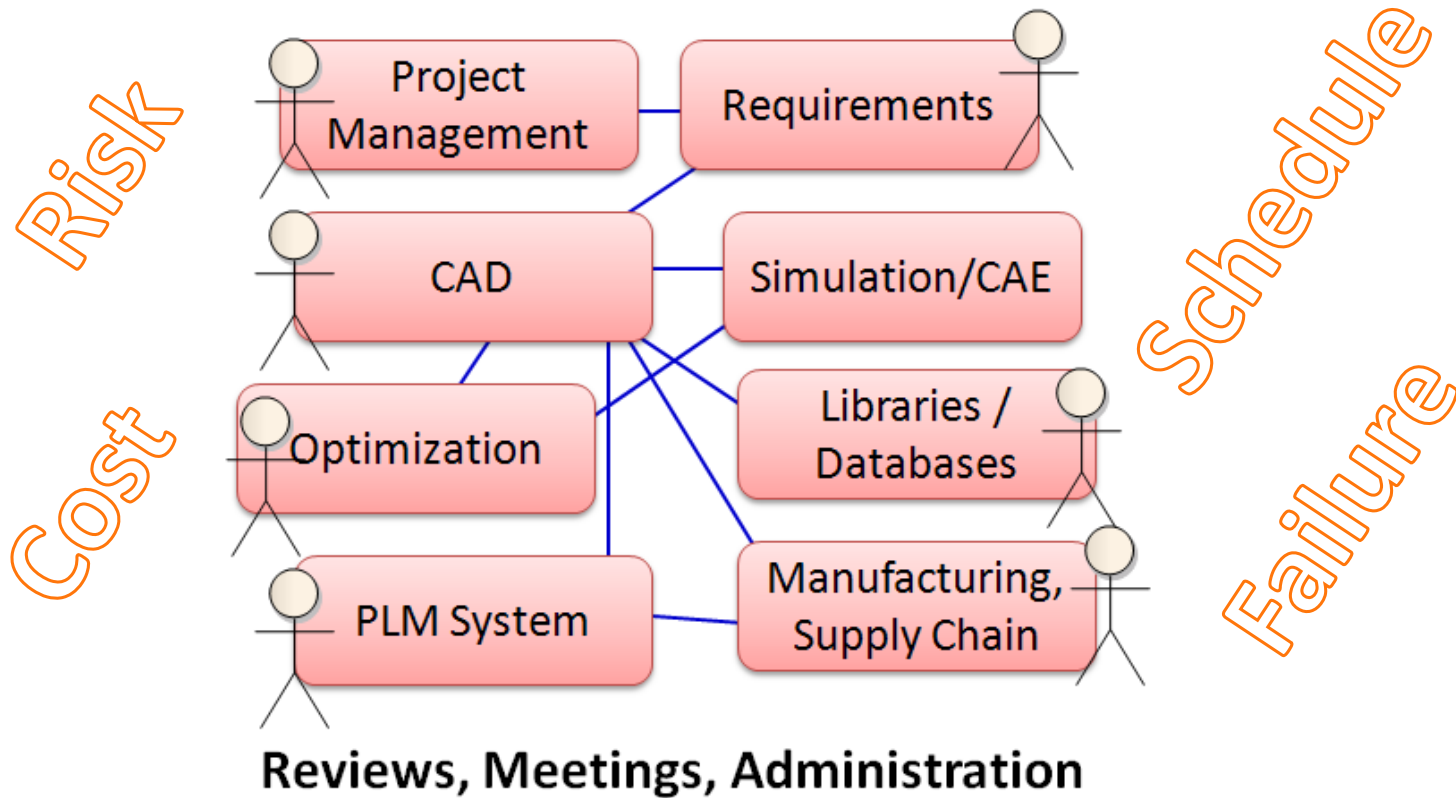 Risk
Project
Management
Requirements
Schedule
CAD
Simulation/CAE
Cost
Optimization
Libraries /
Databases
Failure
PLM System
Manufacturing,
Supply Chain
Reviews, Meetings, Administration